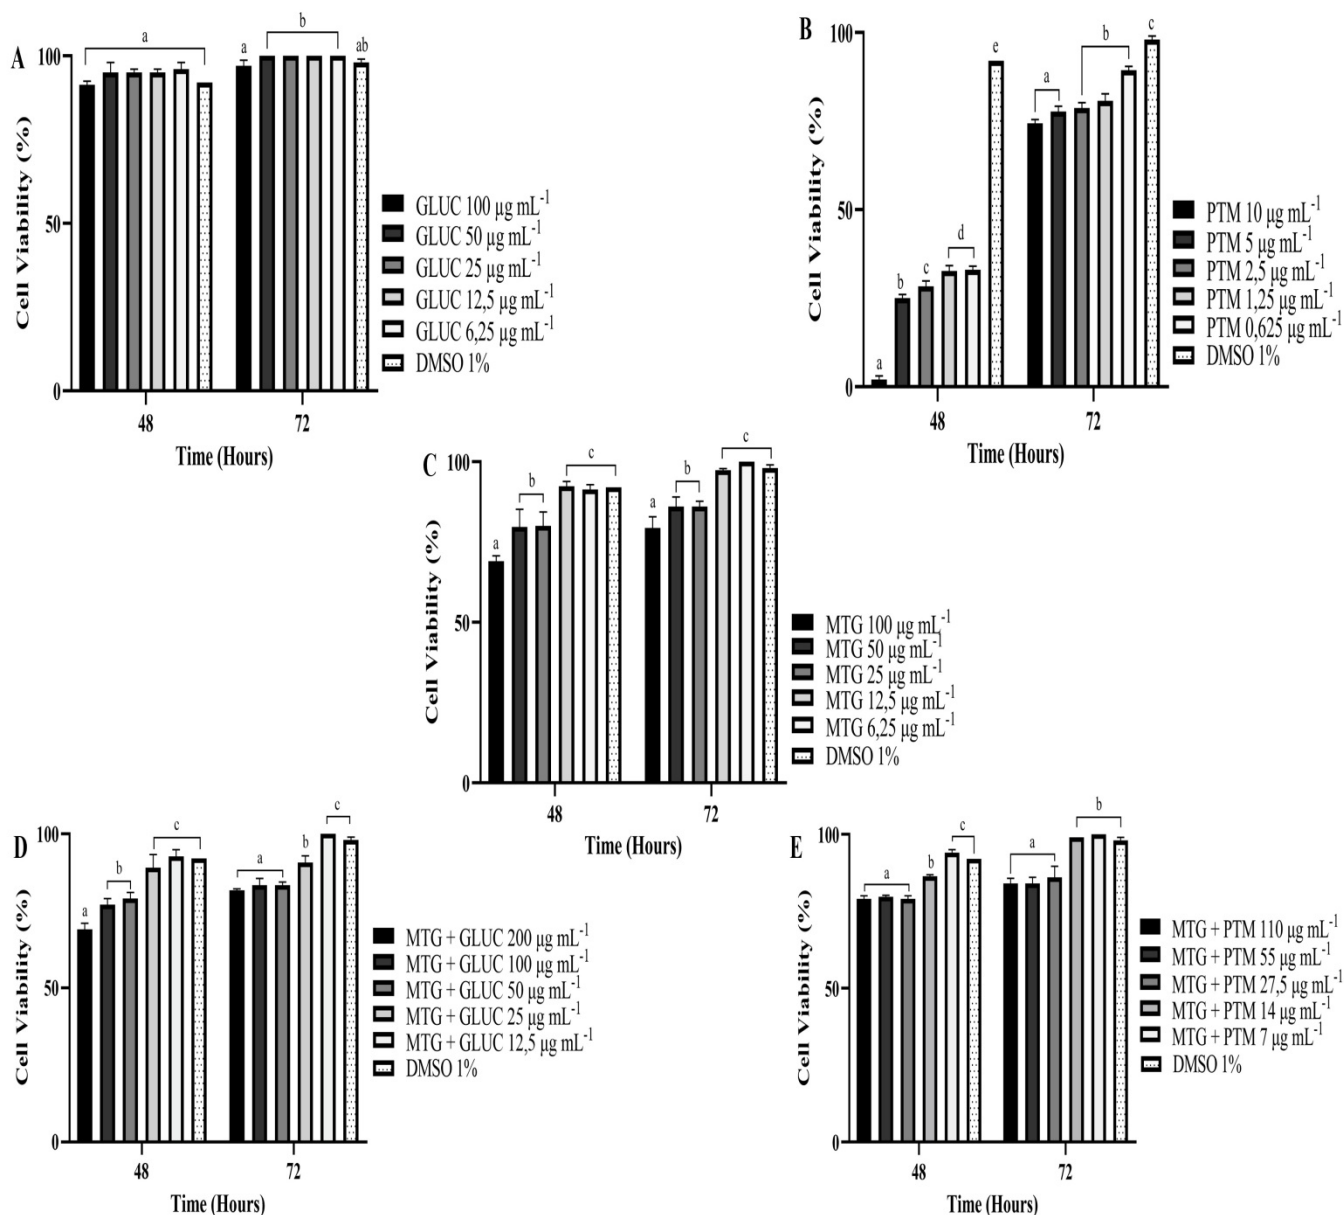 A
Cell Viability (%)
100
50
0
a
a
b
ab
48
72
Time (Hours)
GLUC 100 μg mL-1
GLUC 50 μg mL-1
GLUC 25 μg mL-1
GLUC 12,5 μg mL-1
GLUC 6,25 μg mL-1
DMSO 1%
B
Cell Viability (%)
100
50
0
a
b
c
d
e
a
b
c
48
72
Time (Hours)
PTM 10 μg mL-1
PTM 5 μg mL-1
PTM 2,5 μg mL-1
PTM 1,25 μg mL-1
PTM 0,625 μg mL-1
DMSO 1%
C
Cell Viability (%)
100
50
0
a
b
c
a
b
c
48
72
Time (Hours)
MTG 100 μg mL-1
MTG 50 μg mL-1
MTG 25 μg mL-1
MTG 12,5 μg mL-1
MTG 6,25 μg mL-1
DMSO 1%
D
Cell Viability (%)
100
50
0
a
b
c
a
b
c
48
72
Time (Hours)
MTG + GLUC 200 μg mL-1
MTG + GLUC 100 μg mL-1
MTG + GLUC 50 μg mL-1
MTG + GLUC 25 μg mL-1
MTG + GLUC 12,5 μg mL-1
DMSO 1%
E
Cell Viability (%)
100
50
0
a
b
c
a
b
48
72
Time (Hours)
MTG + PTM 110 μg mL-1
MTG + PTM 55 μg mL-1
MTG + PTM 27,5 μg mL-1
MTG + PTM 14 μg mL-1
MTG + PTM 7 μg mL-1
DMSO 1%